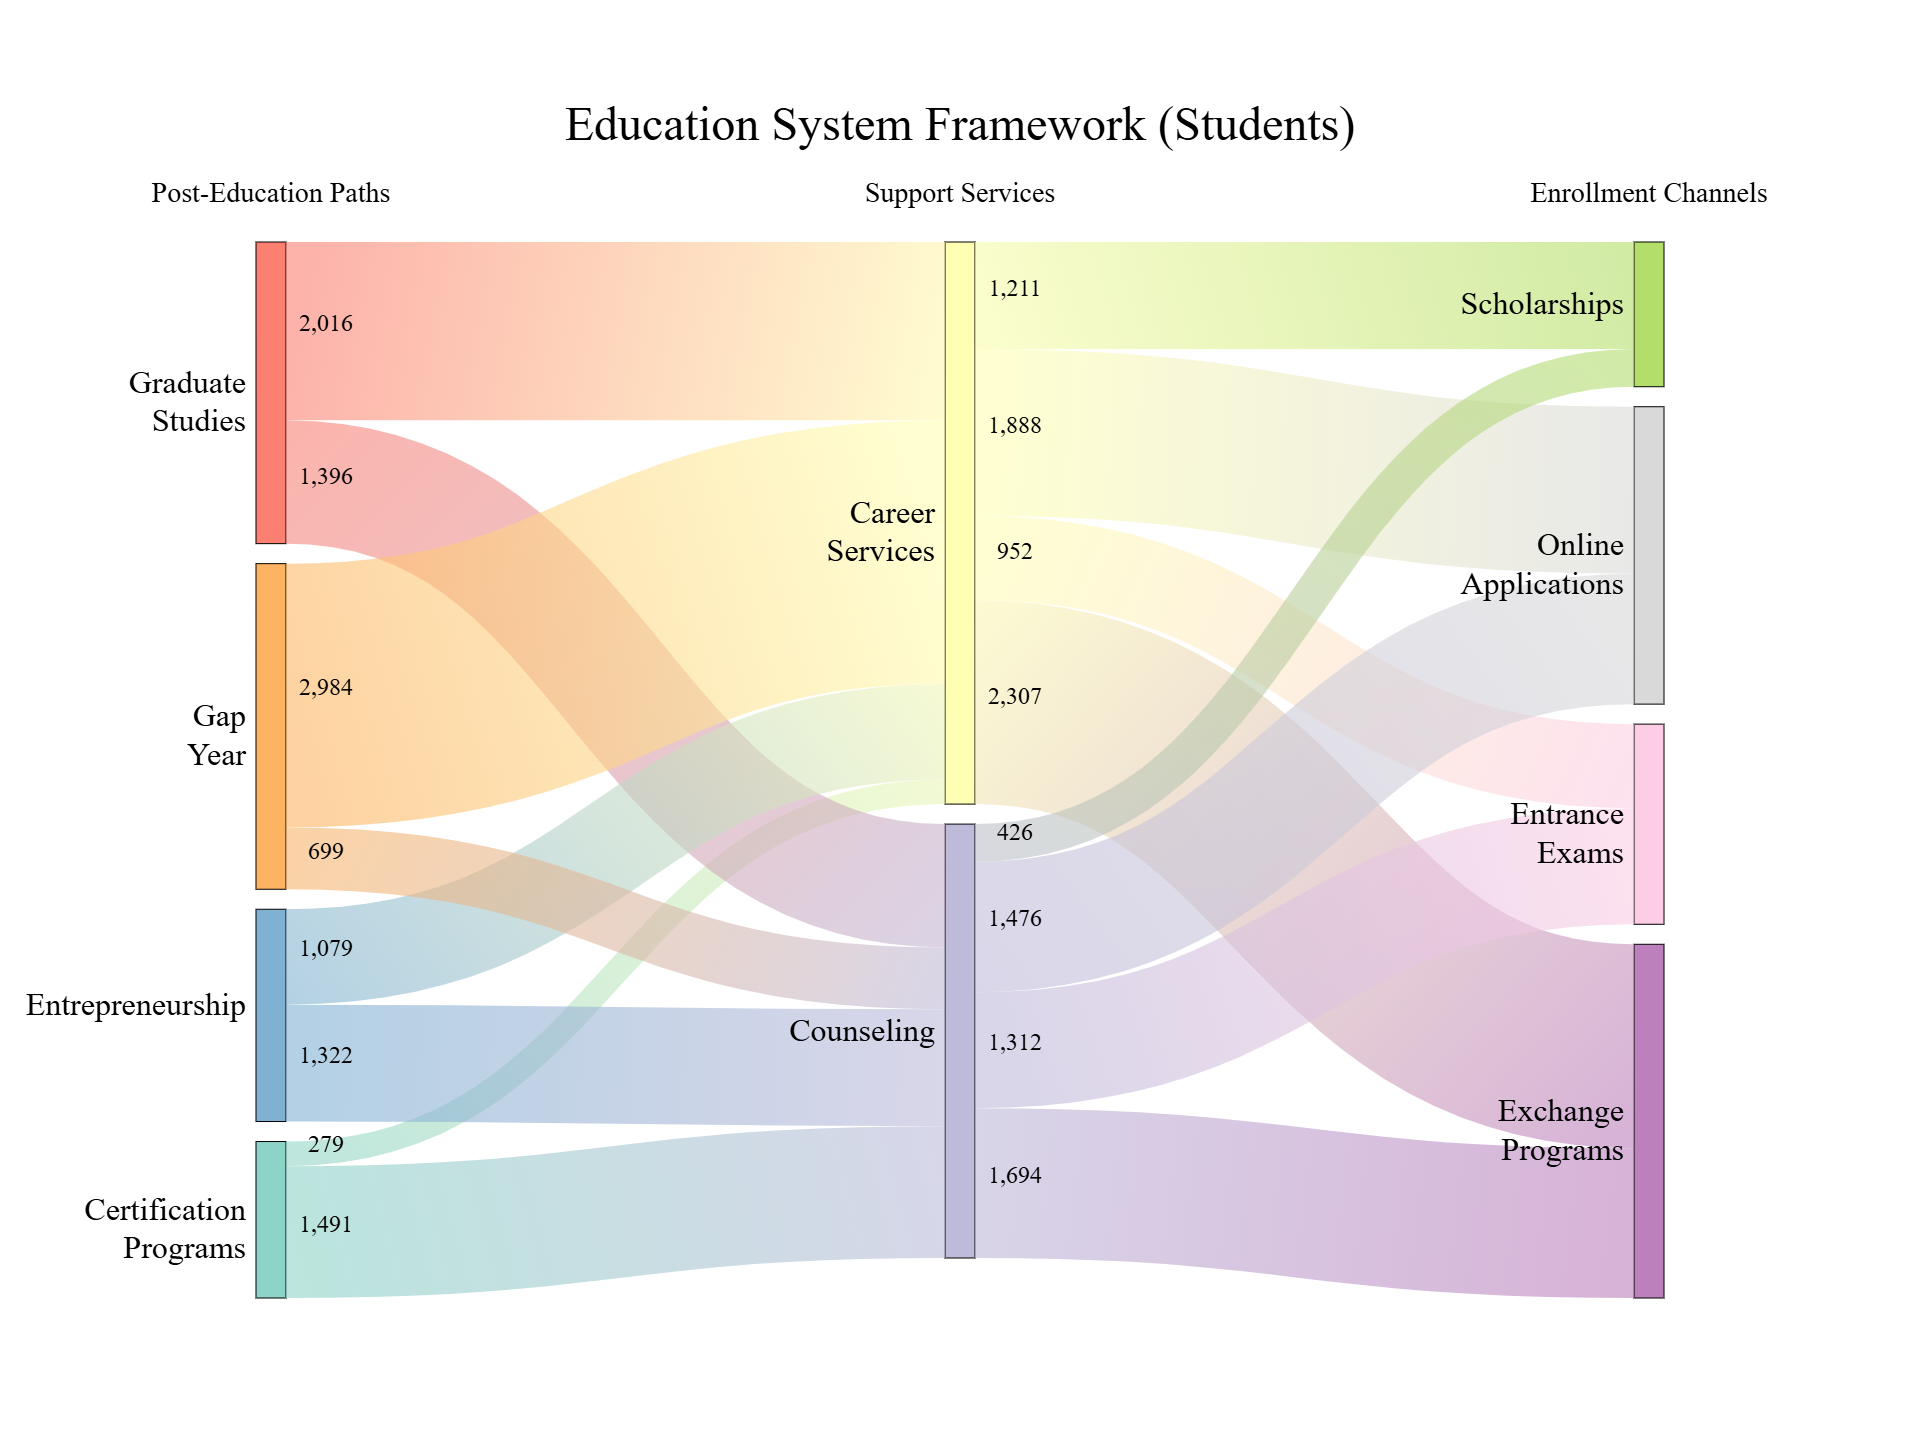 Education System Framework (Students)
Post-Education Paths
Support Services
Enrollment Channels
Graduate
Studies
2,016
1,396
Gap
Year
2,984
699
Entrepreneurship
1,079
1,322
Certification
Programs
279
1,491
Career
Services
1,211
1,888
952
2,307
Counseling
426
1,476
1,312
1,694
Scholarships
Online
Applications
Entrance
Exams
Exchange
Programs